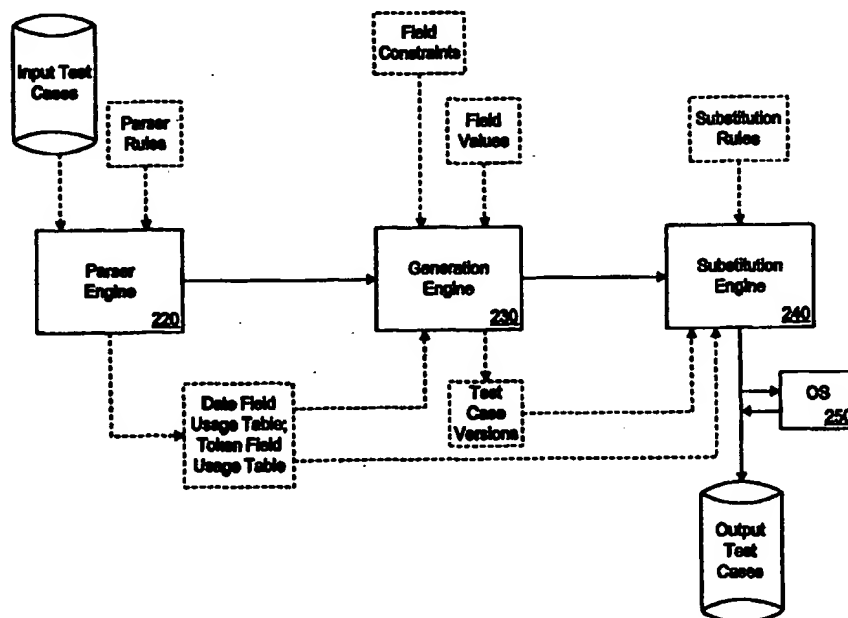 Input Test
Cases
Parser
Rules
Field
Constraints
Field
Values
Substitution
Rules
Parser
Engine
220
Generation
Engine
230
Substitution
Engine
240
Date Field
Usage Table;
Token Field
Usage Table
Test
Case
Versions
OS
250
Output
Test
Cases